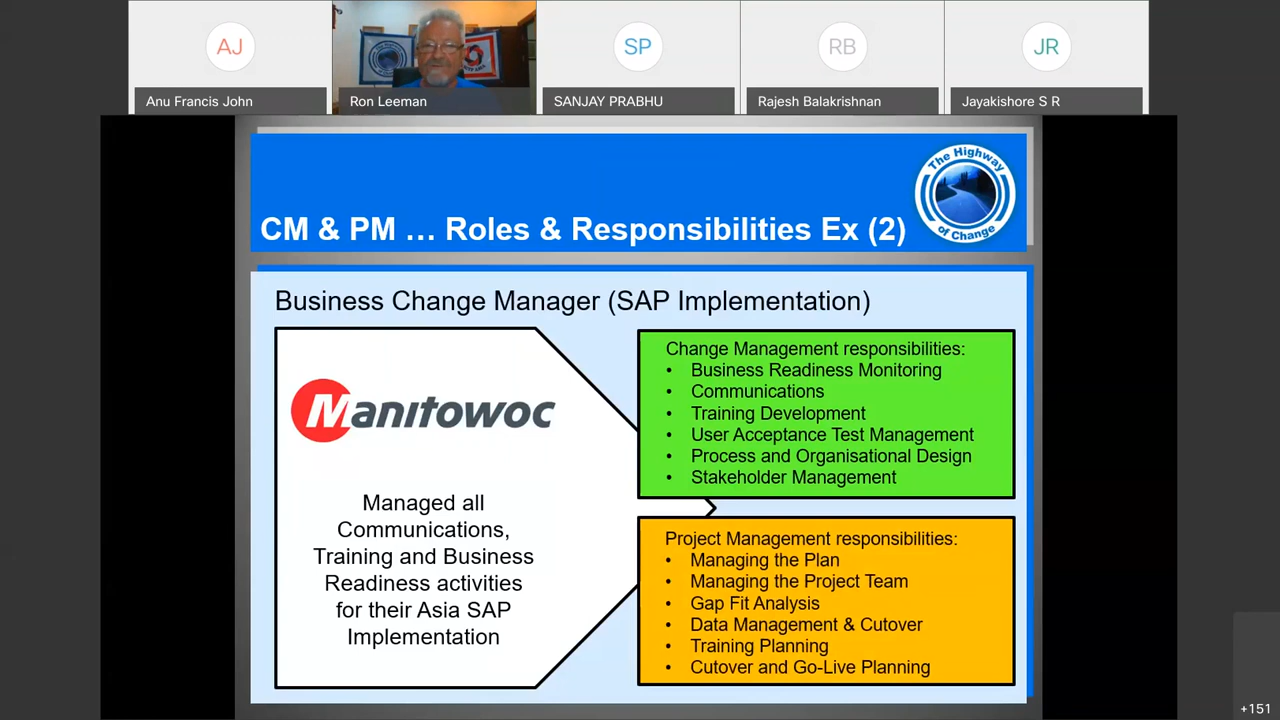 AJ
SP
RB
JR
Anu Francis John
Ron Leeman
SANJAY PRABHU
Rajesh Balakrishnan
Jayakishore S R
The Highway
of Change
CM & PM … Roles & Responsibilities Ex (2)
Business Change Manager (SAP Implementation)
Manitowoc
Managed all
Communications,
Training and Business
Readiness activities
for their Asia SAP
Implementation
Change Management responsibilities:
• Business Readiness Monitoring
• Communications
• Training Development
• User Acceptance Test Management
• Process and Organisational Design
• Stakeholder Management
Project Management responsibilities:
• Managing the Plan
• Managing the Project Team
• Gap Fit Analysis
• Data Management & Cutover
• Training Planning
• Cutover and Go-Live Planning
+151